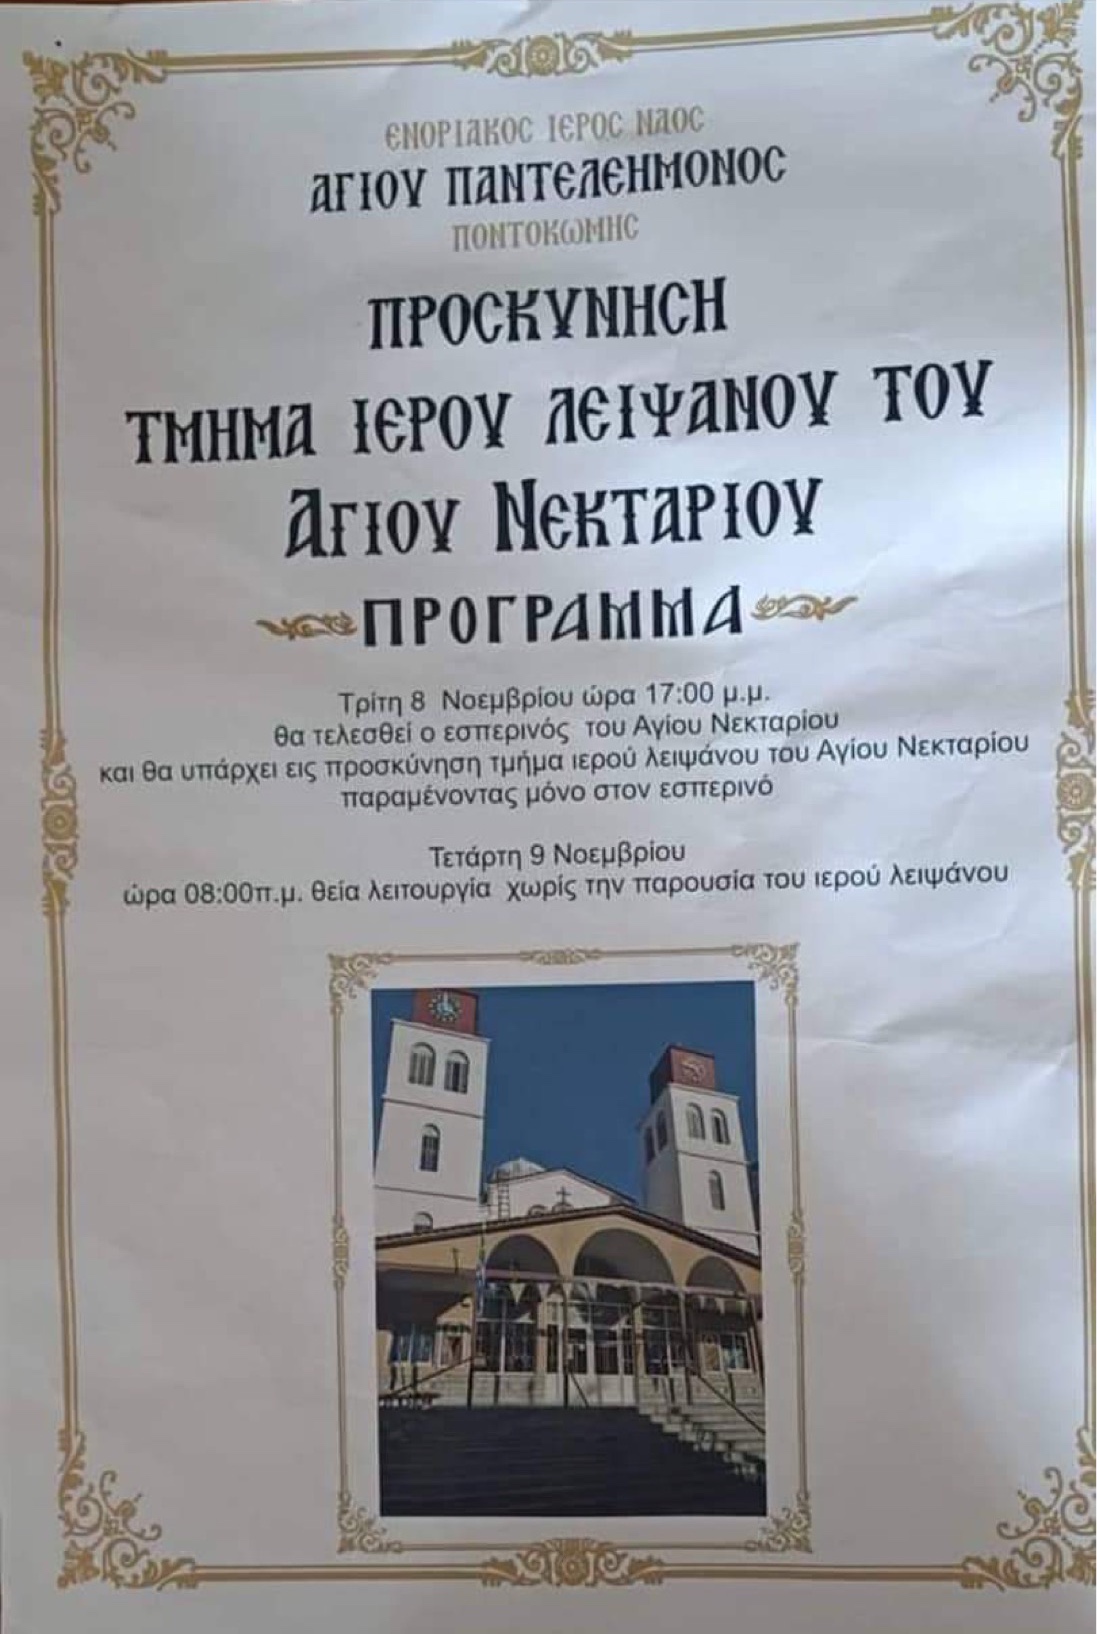 ΕΝΟΡΙΑΚΟΣ ΙΕΡΟΣ ΝΑΟΣ
ΑΓΙΟΥ ΠΑΝΤΕΛΕΗΜΟΝΟΣ
ΠΟΝΤΟΚΩΜΗΣ
ΠΡΟΣΚΥΝΗΣΗ
ΤΜΗΜΑ ΙΕΡΟΥ ΛΕΙΨΑΝΟΥ ΤΟΥ
ΑΓΙΟΥ ΝΕΚΤΑΡΙΟΥ
ΠΡΟΓΡΑΜΜΑ
Τρίτη 8 Νοεμβρίου ώρα 17:00 μ.μ.
θα τελεσθεί ο εσπερινός του Αγίου Νεκταρίου
και θα υπάρχει εις προσκύνηση τμήμα ιερού λειψάνου του Αγίου Νεκταρίου
παραμένοντας μόνο στον εσπερινό
Τετάρτη 9 Νοεμβρίου
ώρα 08:00π.μ. θεία λειτουργία χωρίς την παρουσία του ιερού λειψάνου